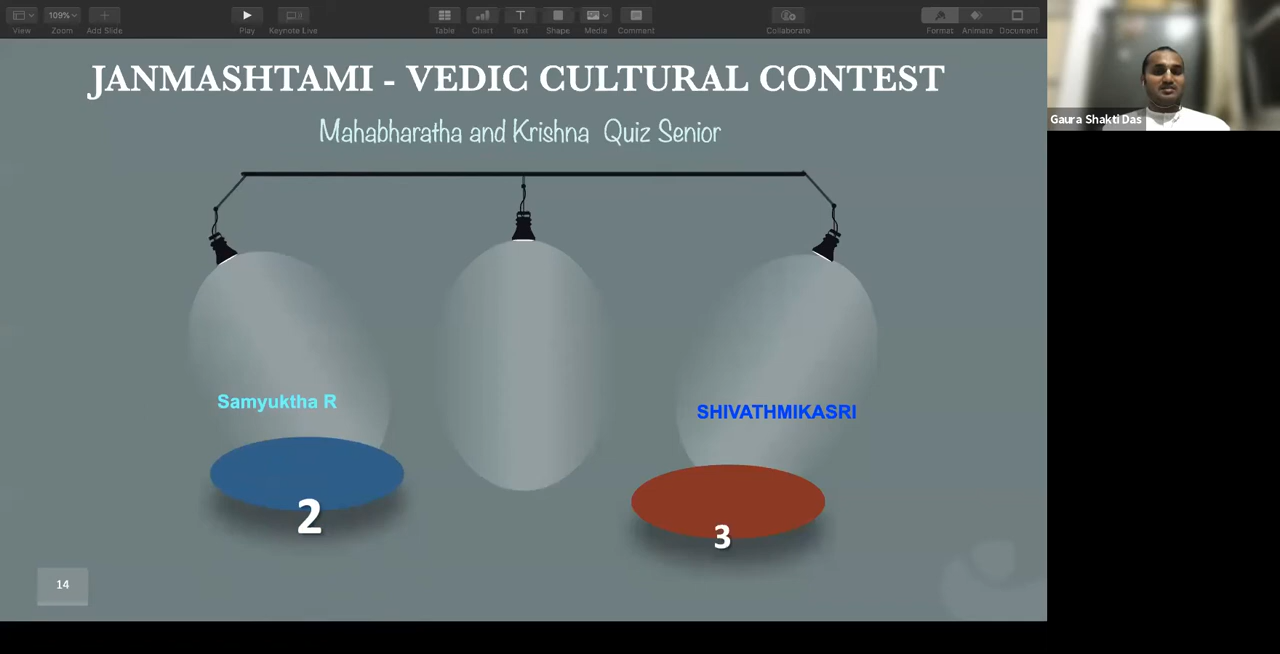 View
109%
Zoom
Add Slide
Play
Keynote Live
Table
Chart
Text
Shape
Media
Comment
Collaborate
Format
Animate
Document
JANMASHTAMI - VEDIC CULTURAL CONTEST
Mahabharatha and Krishna Quiz Senior
Gaura Shakti Das
Samyuktha R
SHIVATHMIKASRI
2
3
14